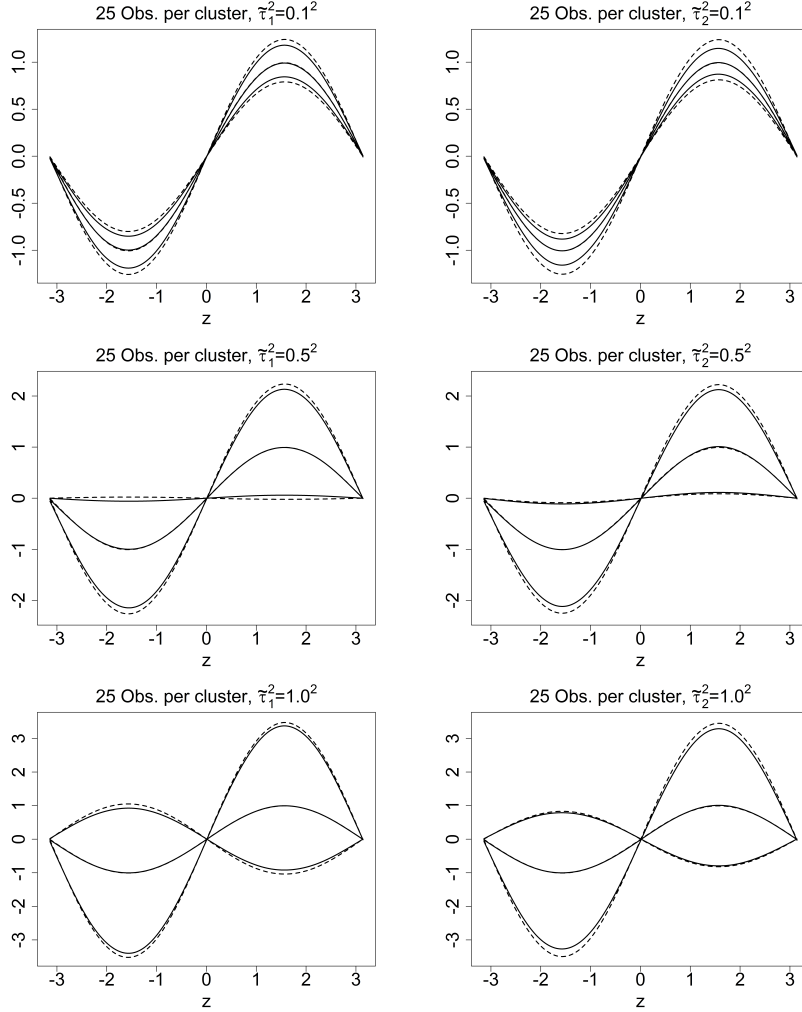 25 Obs. per cluster, τ̃₁²=0.1²
1.0
0.5
0.0
-0.5
-1.0
-3 -2 -1 0 1 2 3
z
25 Obs. per cluster, τ̃₂²=0.1²
1.0
0.5
0.0
-0.5
-1.0
-3 -2 -1 0 1 2 3
z
25 Obs. per cluster, τ̃₁²=0.5²
2
1
0
-1
-2
-3 -2 -1 0 1 2 3
z
25 Obs. per cluster, τ̃₂²=0.5²
2
1
0
-1
-2
-3 -2 -1 0 1 2 3
z
25 Obs. per cluster, τ̃₁²=1.0²
3
2
1
0
-1
-2
-3
-3 -2 -1 0 1 2 3
z
25 Obs. per cluster, τ̃₂²=1.0²
3
2
1
0
-1
-2
-3
-3 -2 -1 0 1 2 3
z